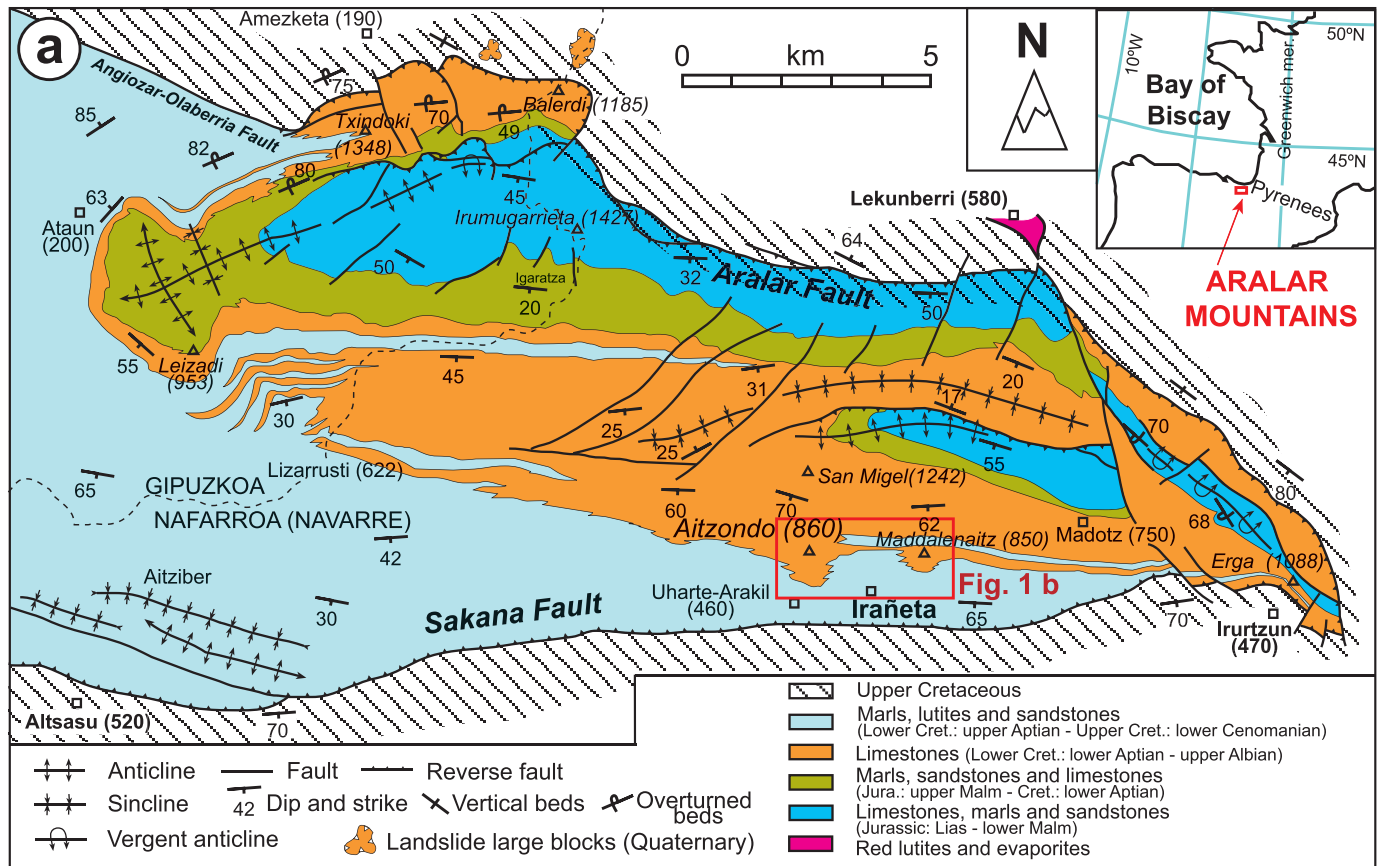 a
Amezketa (190)
0
km
5
N
50ºN
10ºW
Bay of
Biscay
Greenwich mer.
45ºN
Pyrenees
ARALAR
MOUNTAINS
Angiozar-Olaberria Fault
75
70
Balerdi (1185)
Txindoki
(1348)
49
85
82
80
45
63
Ataun
(200)
Irumugarrieta (1427)
Lekunberri (580)
64
50
Igaratza
20
32
Aralar Fault
50
55
Leizadi
(953)
45
31
20
30
25
17
25
55
70
Lizarrusti (622)
San Migel(1242)
80
65
GIPUZKOA
NAFARROA (NAVARRE)
60
70
62
68
Aitzondo (860)
Maddalenaitz (850)
Madotz (750)
42
Erga (1088)
Aitziber
Fig. 1 b
Uharte-Arakil
(460)
Irañeta
65
30
Sakana Fault
70
Irurtzun
(470)
Altsasu (520)
70
Upper Cretaceous
Marls, lutites and sandstones
(Lower Cret.: upper Aptian - Upper Cret.: lower Cenomanian)
Limestones (Lower Cret.: lower Aptian - upper Albian)
Marls, sandstones and limestones
(Jura.: upper Malm - Cret.: lower Aptian)
Limestones, marls and sandstones
(Jurassic: Lias - lower Malm)
Red lutites and evaporites
Anticline
Fault
Reverse fault
Sincline
42
Dip and strike
Vertical beds
Overturned
beds
Vergent anticline
Landslide large blocks (Quaternary)